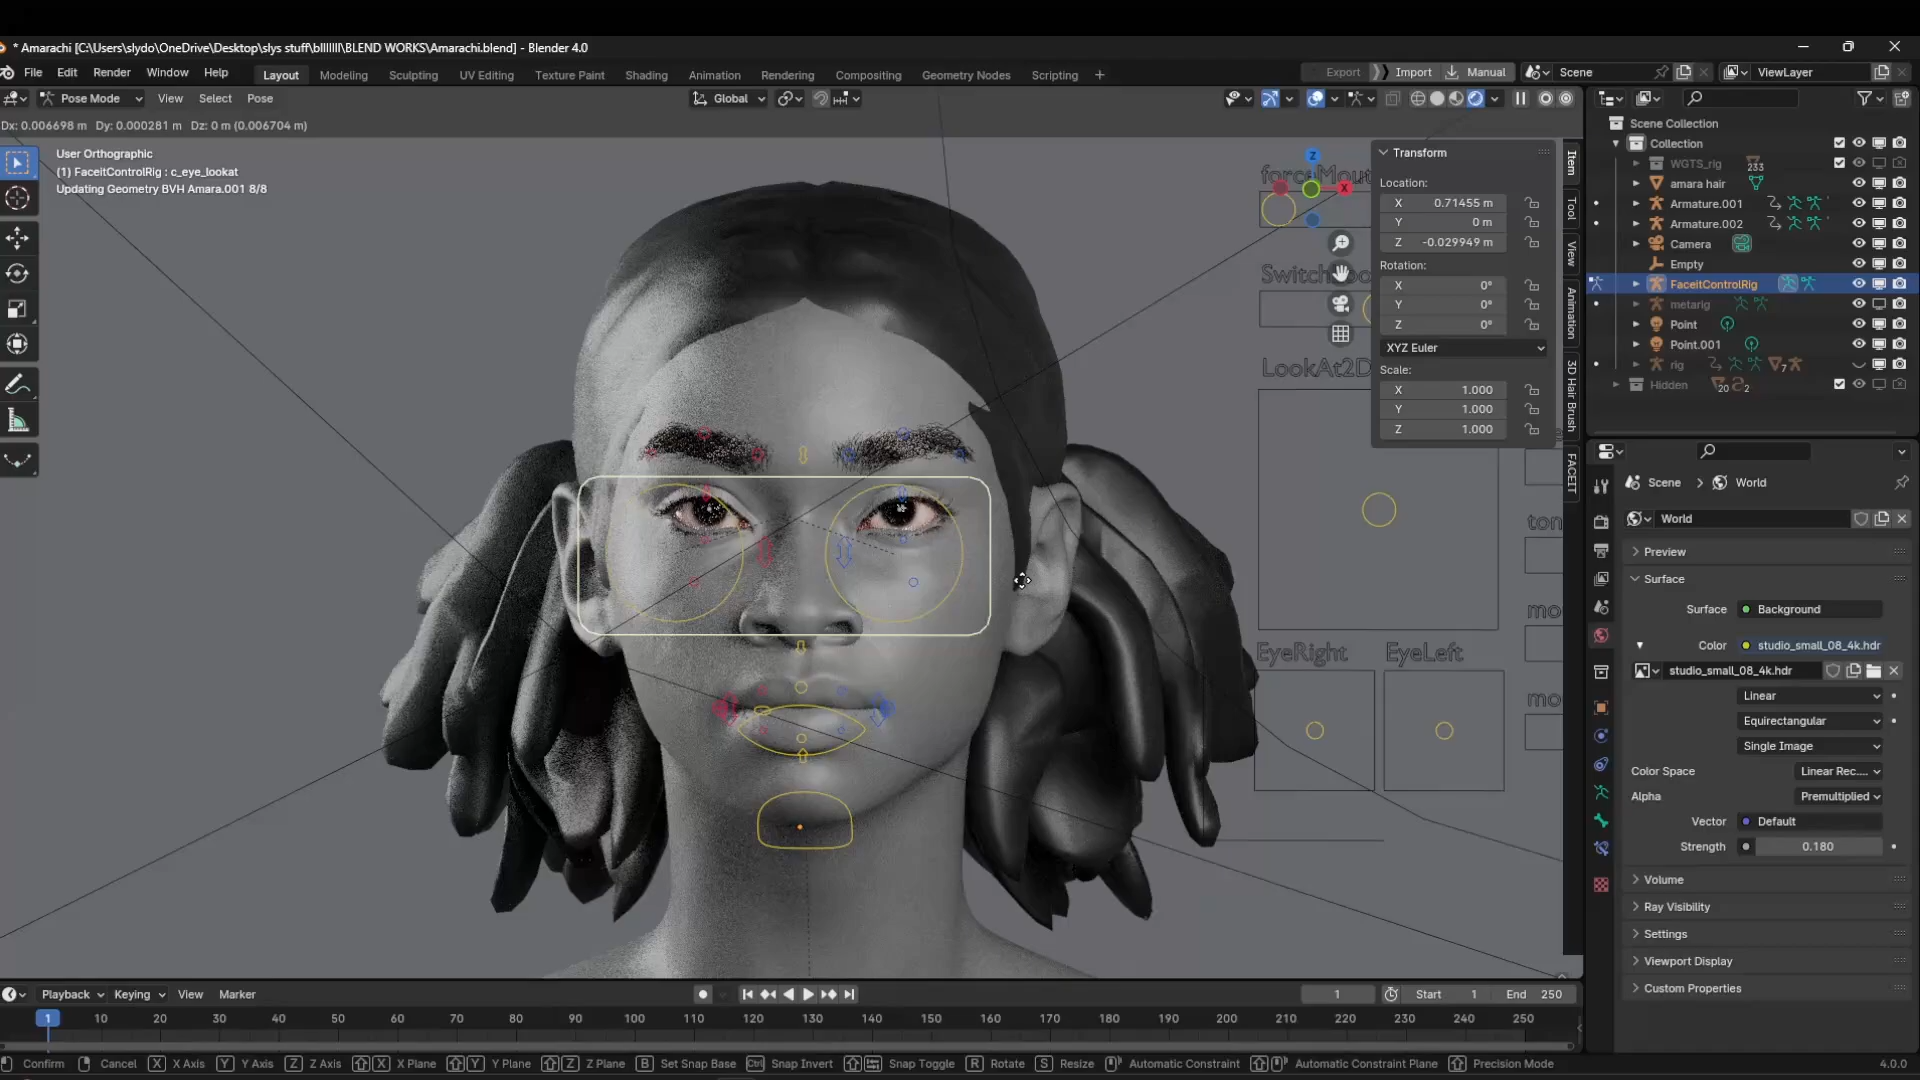 * Amarachi [C:\Users\slydo\OneDrive\Desktop\slys stuff\bllllllll\BLEND WORKS\Amarachi.blend] - Blender 4.0
File Edit Render Window Help Layout Modeling Sculpting UV Editing Texture Paint Shading Animation Rendering Compositing Geometry Nodes Scripting + Export Import Manual Scene ViewLayer
Pose Mode View Select Pose Global
Dx: 0.006698 m Dy: 0.000281 m Dz: 0 m (0.006704 m)
User Orthographic
(1) FaceitControlRig : c_eye_lookat
Updating Geometry BVH Amara.001 8/8
Z
X
LookAt2D
EyeRight EyeLeft
ton
mo
mo
Transform
Location:
X 0.71455 m
Y 0 m
Z -0.029949 m
Rotation:
X 0°
Y 0°
Z 0°
XYZ Euler
Scale:
X 1.000
Y 1.000
Z 1.000
Item
Tool
View
Animation
3D Hair Brush
FACEIT
Scene Collection
Collection
WGTS_rig 233
amara hair
Armature.001
Armature.002
Camera
Empty
FaceitControlRig
metarig
Point
Point.001
rig 7
Hidden 20 2
Scene > World
World
Preview
Surface
Surface Background
Color studio_small_08_4k.hdr
studio_small_08_4k.hdr
Linear
Equirectangular
Single Image
Color Space Linear Rec....
Alpha Premultiplied
Vector Default
Strength 0.180
Volume
Ray Visibility
Settings
Viewport Display
Custom Properties
Playback Keying View Marker 1 Start 1 End 250
1 10 20 30 40 50 60 70 80 90 100 110 120 130 140 150 160 170 180 190 200 210 220 230 240 250
Confirm Cancel X X Axis Y Y Axis Z Z Axis X X Plane Y Y Plane Z Z Plane B Set Snap Base Ctrl Snap Invert Snap Toggle R Rotate S Resize Automatic Constraint Automatic Constraint Plane Precision Mode 4.0.0